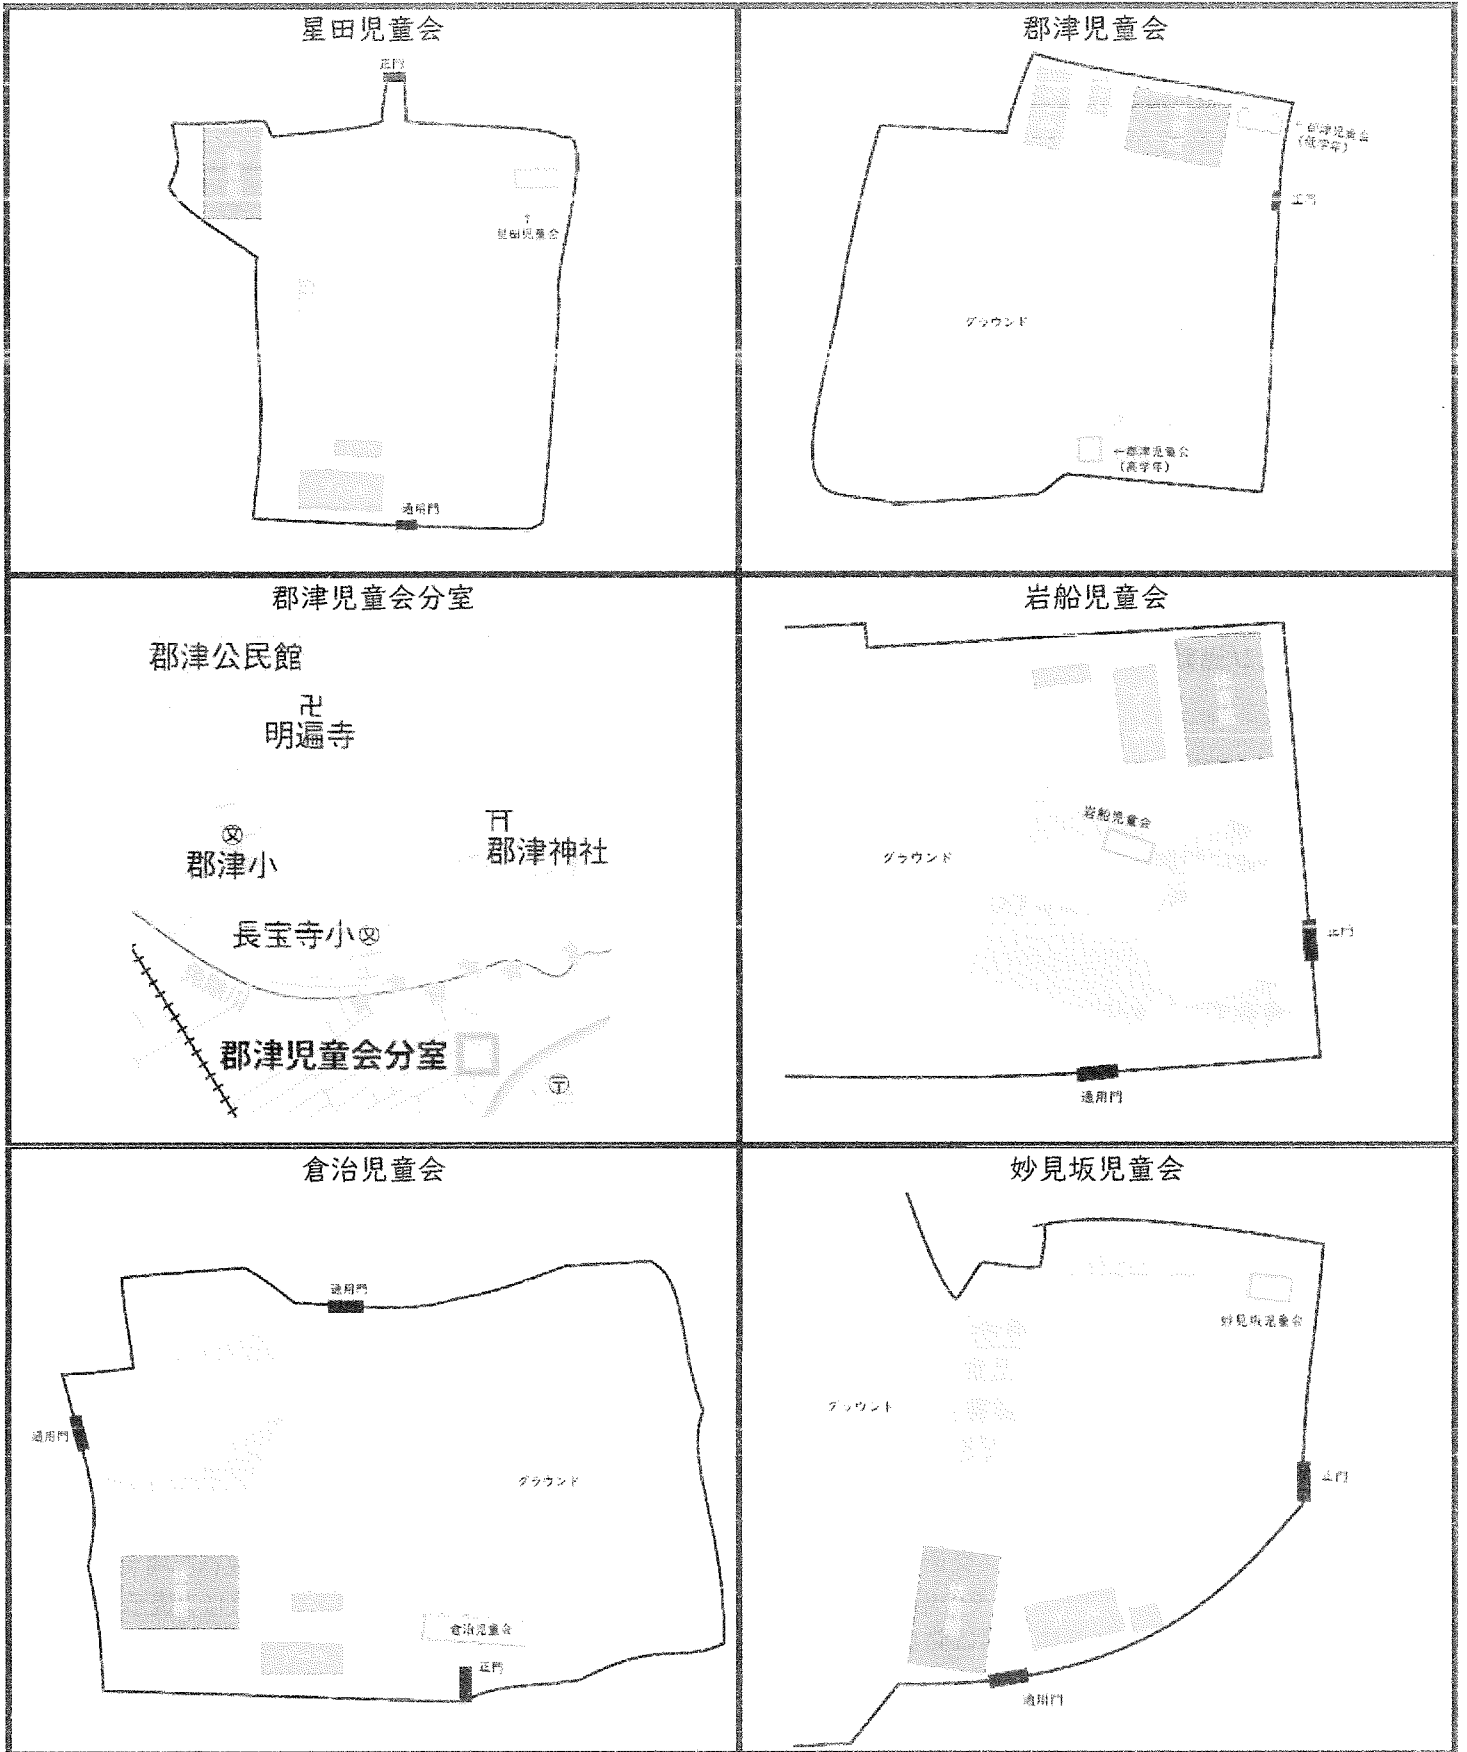 星田児童会
正門
↑
星田児童会
通用門
郡津児童会
←郡津児童会
(低学年)
正門
グラウンド
←郡津児童会
(高学年)
郡津児童会分室
郡津公民館
卍
明遍寺
文
郡津小
郡津神社
長宝寺小文
郡津児童会分室
〒
岩船児童会
岩船児童会
グラウンド
正門
通用門
倉治児童会
通用門
通用門
グラウンド
倉治児童会
正門
妙見坂児童会
妙見坂児童会
グラウンド
正門
通用門